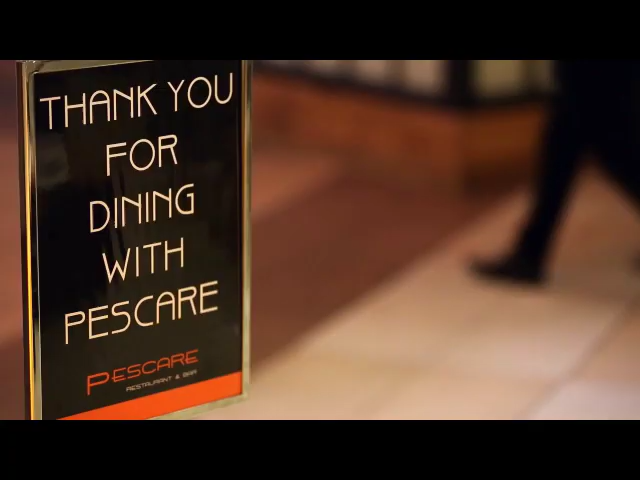 THANK YOU
FOR
DINING
WITH
PESCARE
PESCARE
RESTAURANT & BAR